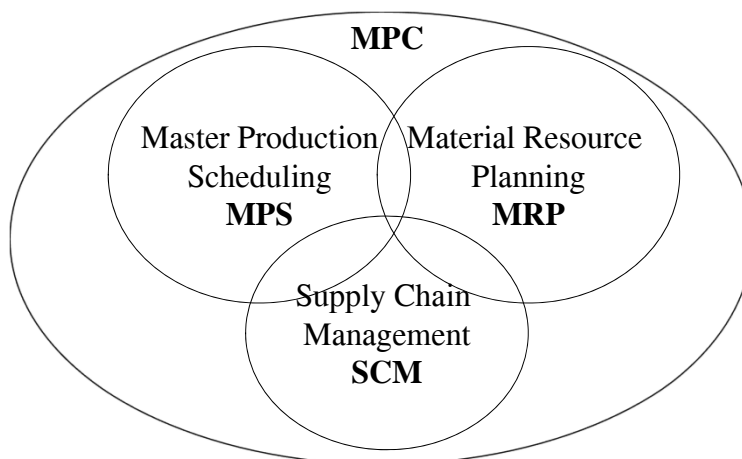 MPC
Master Production
Scheduling
MPS
Material Resource
Planning
MRP
Supply Chain
Management
SCM